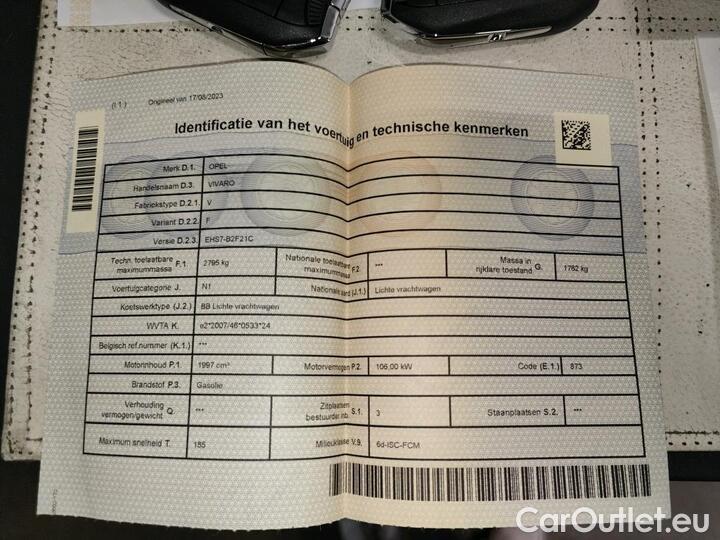 (I.1.) Origineel van 17/08/2023
Identificatie van het voertuig en technische kenmerken
Merk D.1. OPEL
Handelsnaam D.3. VIVARO
Fabriekstype D.2.1. V
Variant D.2.2. F
Versie D.2.3. EHS7-B2F21C
Techn. toelaatbare maximummassa F.1. 2795 kg Nationale toelaatbare maximummassa F.2. *** Massa in rijklare toestand G. 1762 kg
Voertuigcategorie J. N1 Nationale aard (J.1.) Lichte vrachtwagen
Koetswerktype (J.2.) BB Lichte vrachtwagen
WVTA K. e2*2007/46*0533*24
Belgisch ref.nummer (K.1.) ***
Motorinhoud P.1. 1997 cm³ Motorvermogen P.2. 106,00 kW Code (E.1.) 873
Brandstof P.3. Gasolie
Verhouding vermogen/gewicht Q. *** Zitplaatsen bestuurder inb. S.1. 3 Staanplaatsen S.2. ***
Maximum snelheid T. 185 Milieuklasse V.9. 6d-ISC-FCM
CarOutlet.eu